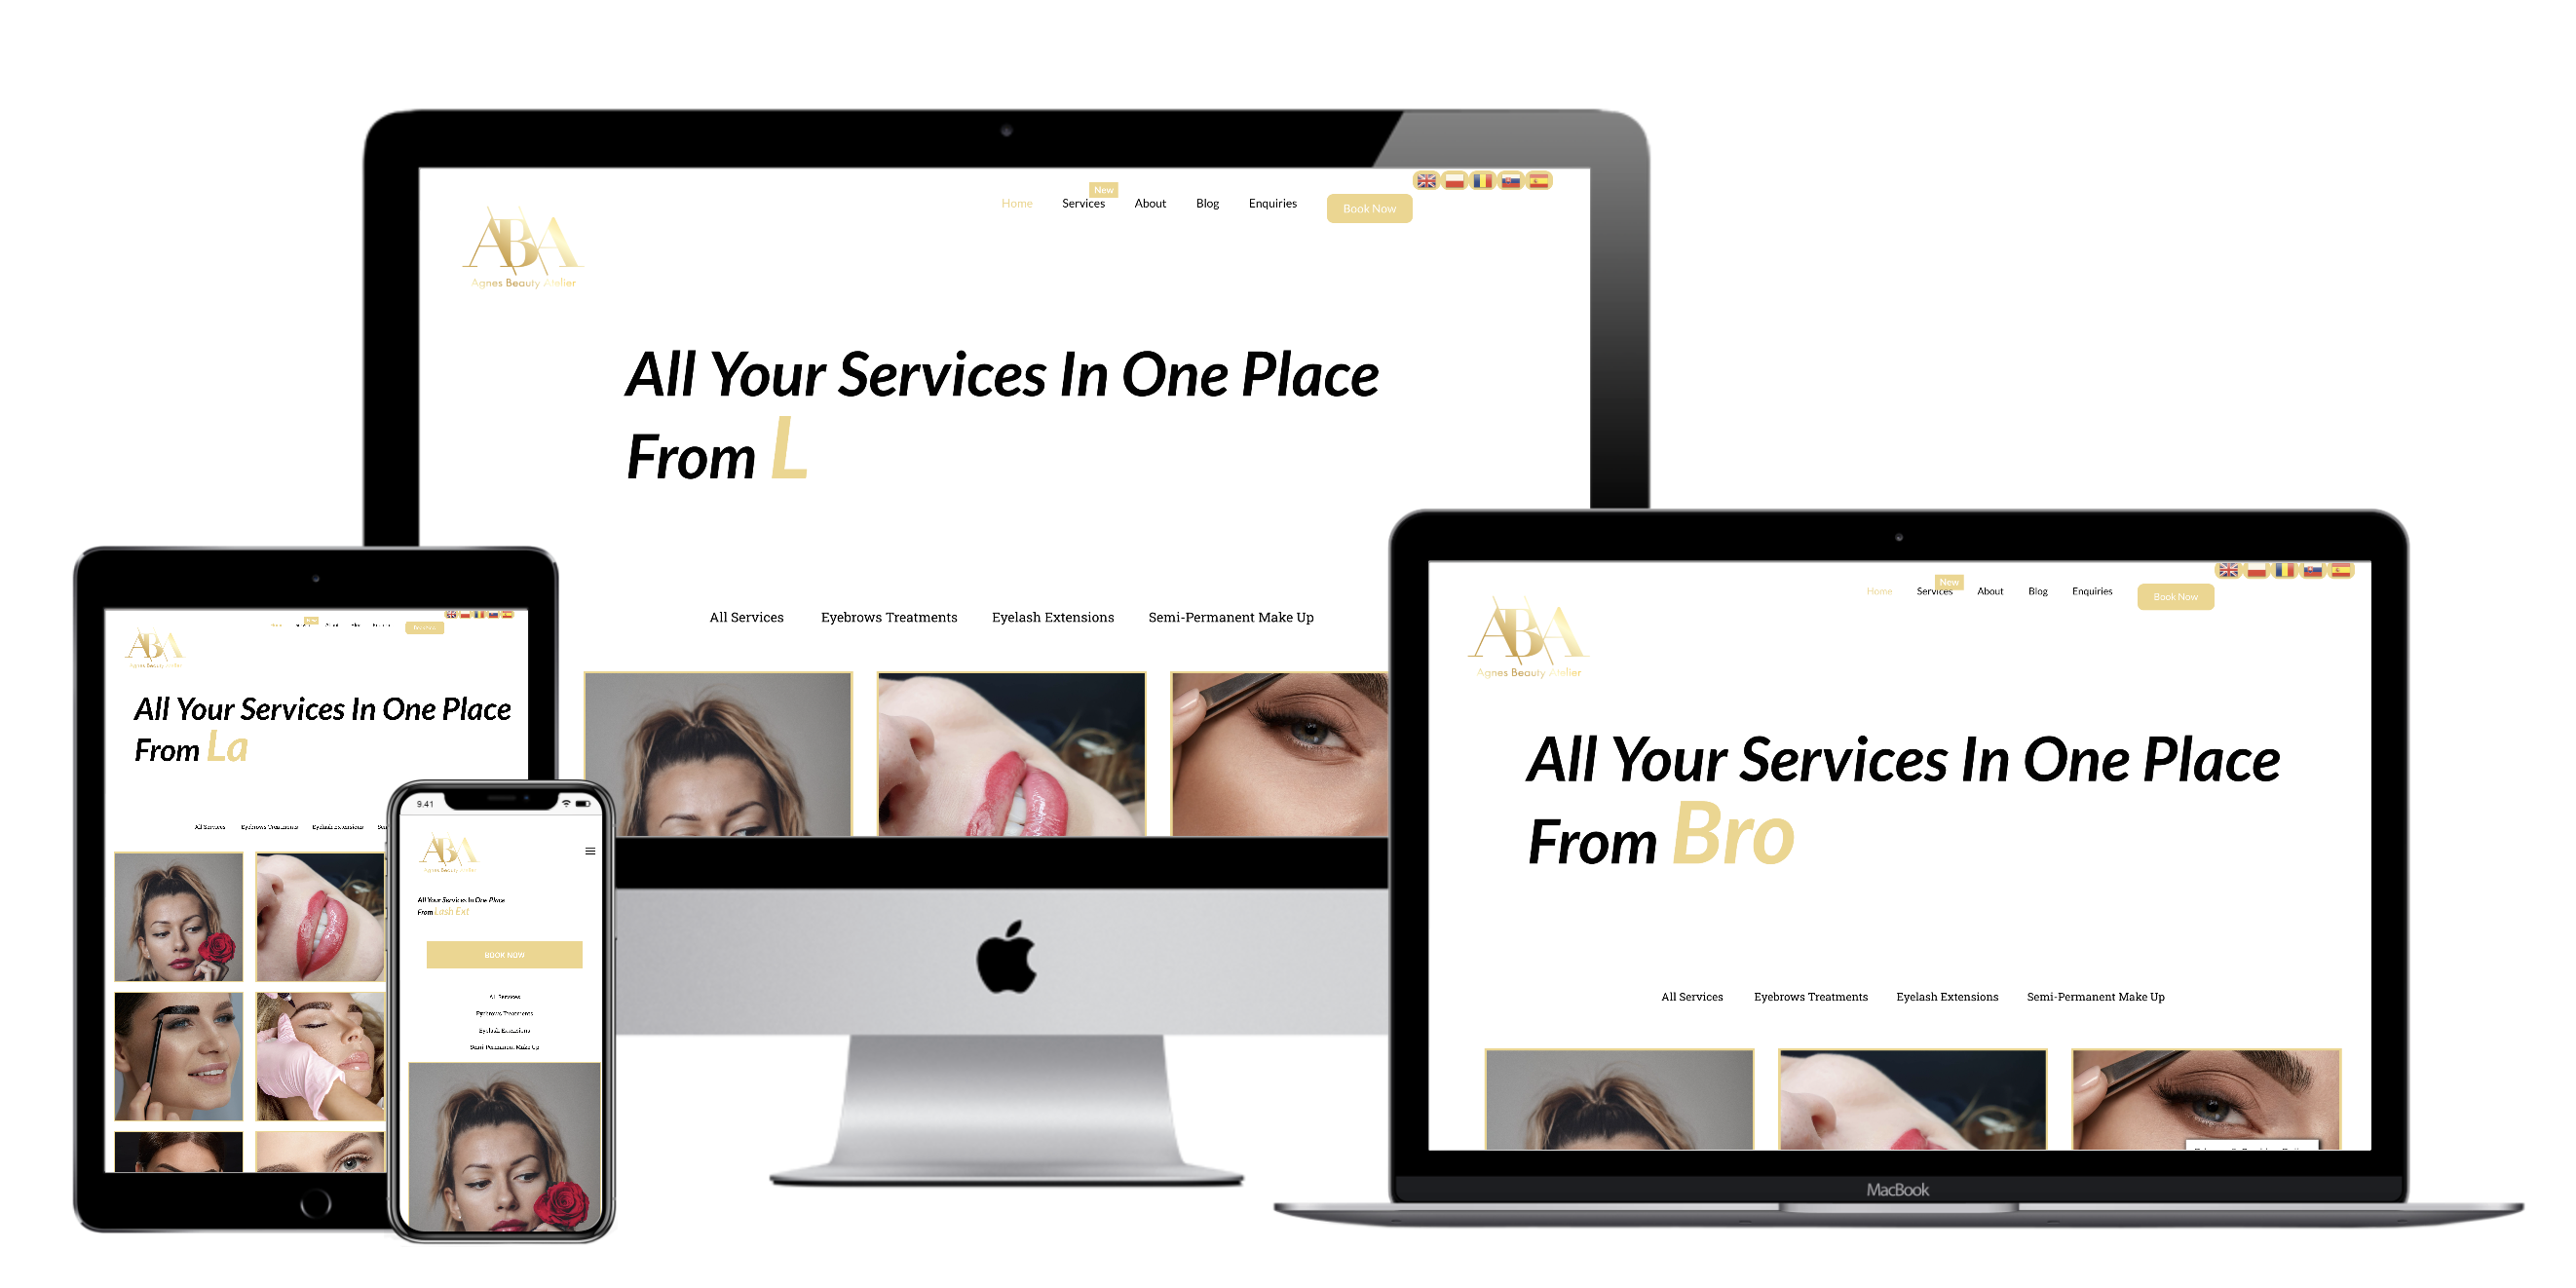 New
Home Services About Blog Enquiries Book Now
ABA
Agnes Beauty Atelier
All Your Services In One Place
From L
All Services Eyebrows Treatments Eyelash Extensions Semi-Permanent Make Up
New
Home Services About Blog Enquiries Book Now
ABA
Agnes Beauty Atelier
All Your Services In One Place
From Bro
All Services Eyebrows Treatments Eyelash Extensions Semi-Permanent Make Up
MacBook
ABA
Agnes Beauty Atelier
All Your Services In One Place
From La
All Services Eyebrows Treatments Eyelash Extensions
9.41
ABA
Agnes Beauty Atelier
All Your Services In One Place
From Lash Ext
BOOK NOW
All Services
Eyebrows Treatments
Eyelash Extensions
Semi-Permanent Make Up